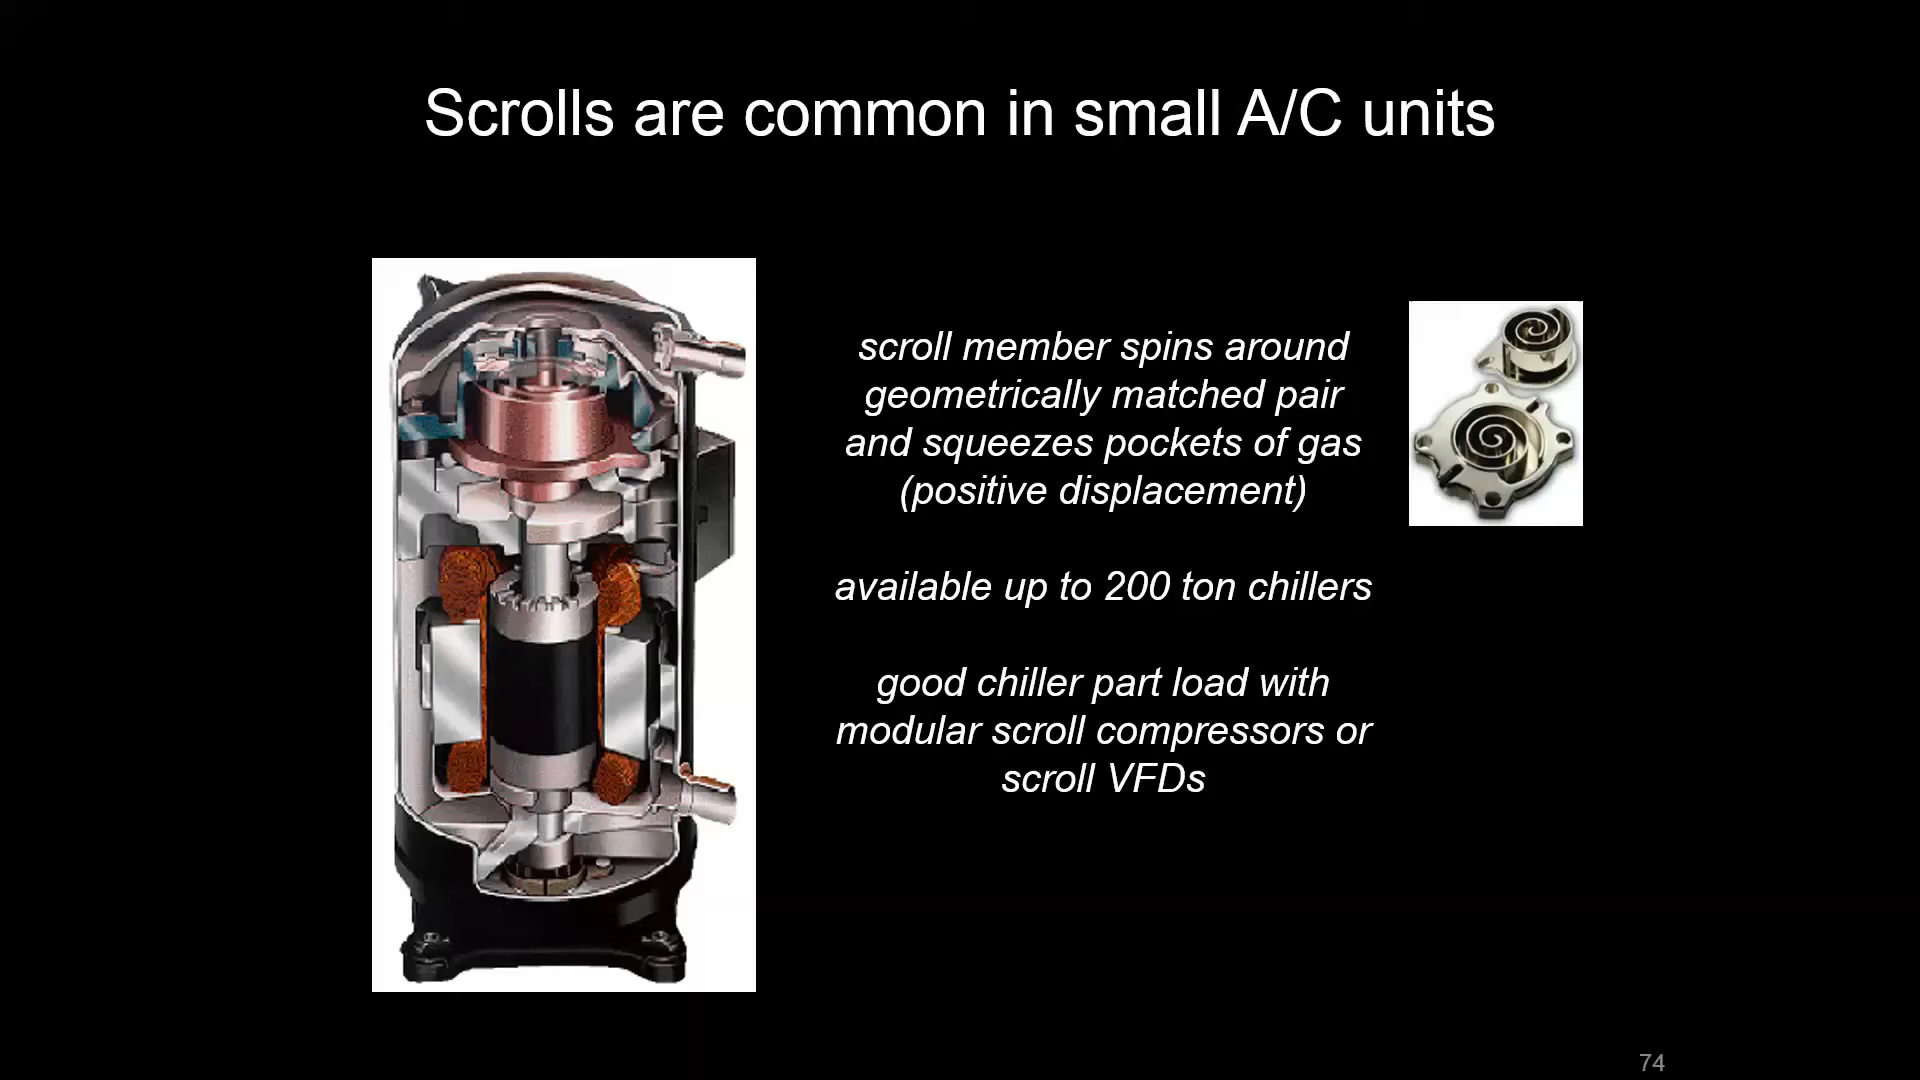 Scrolls are common in small A/C units
scroll member spins around
geometrically matched pair
and squeezes pockets of gas
(positive displacement)
available up to 200 ton chillers
good chiller part load with
modular scroll compressors or
scroll VFDs
74